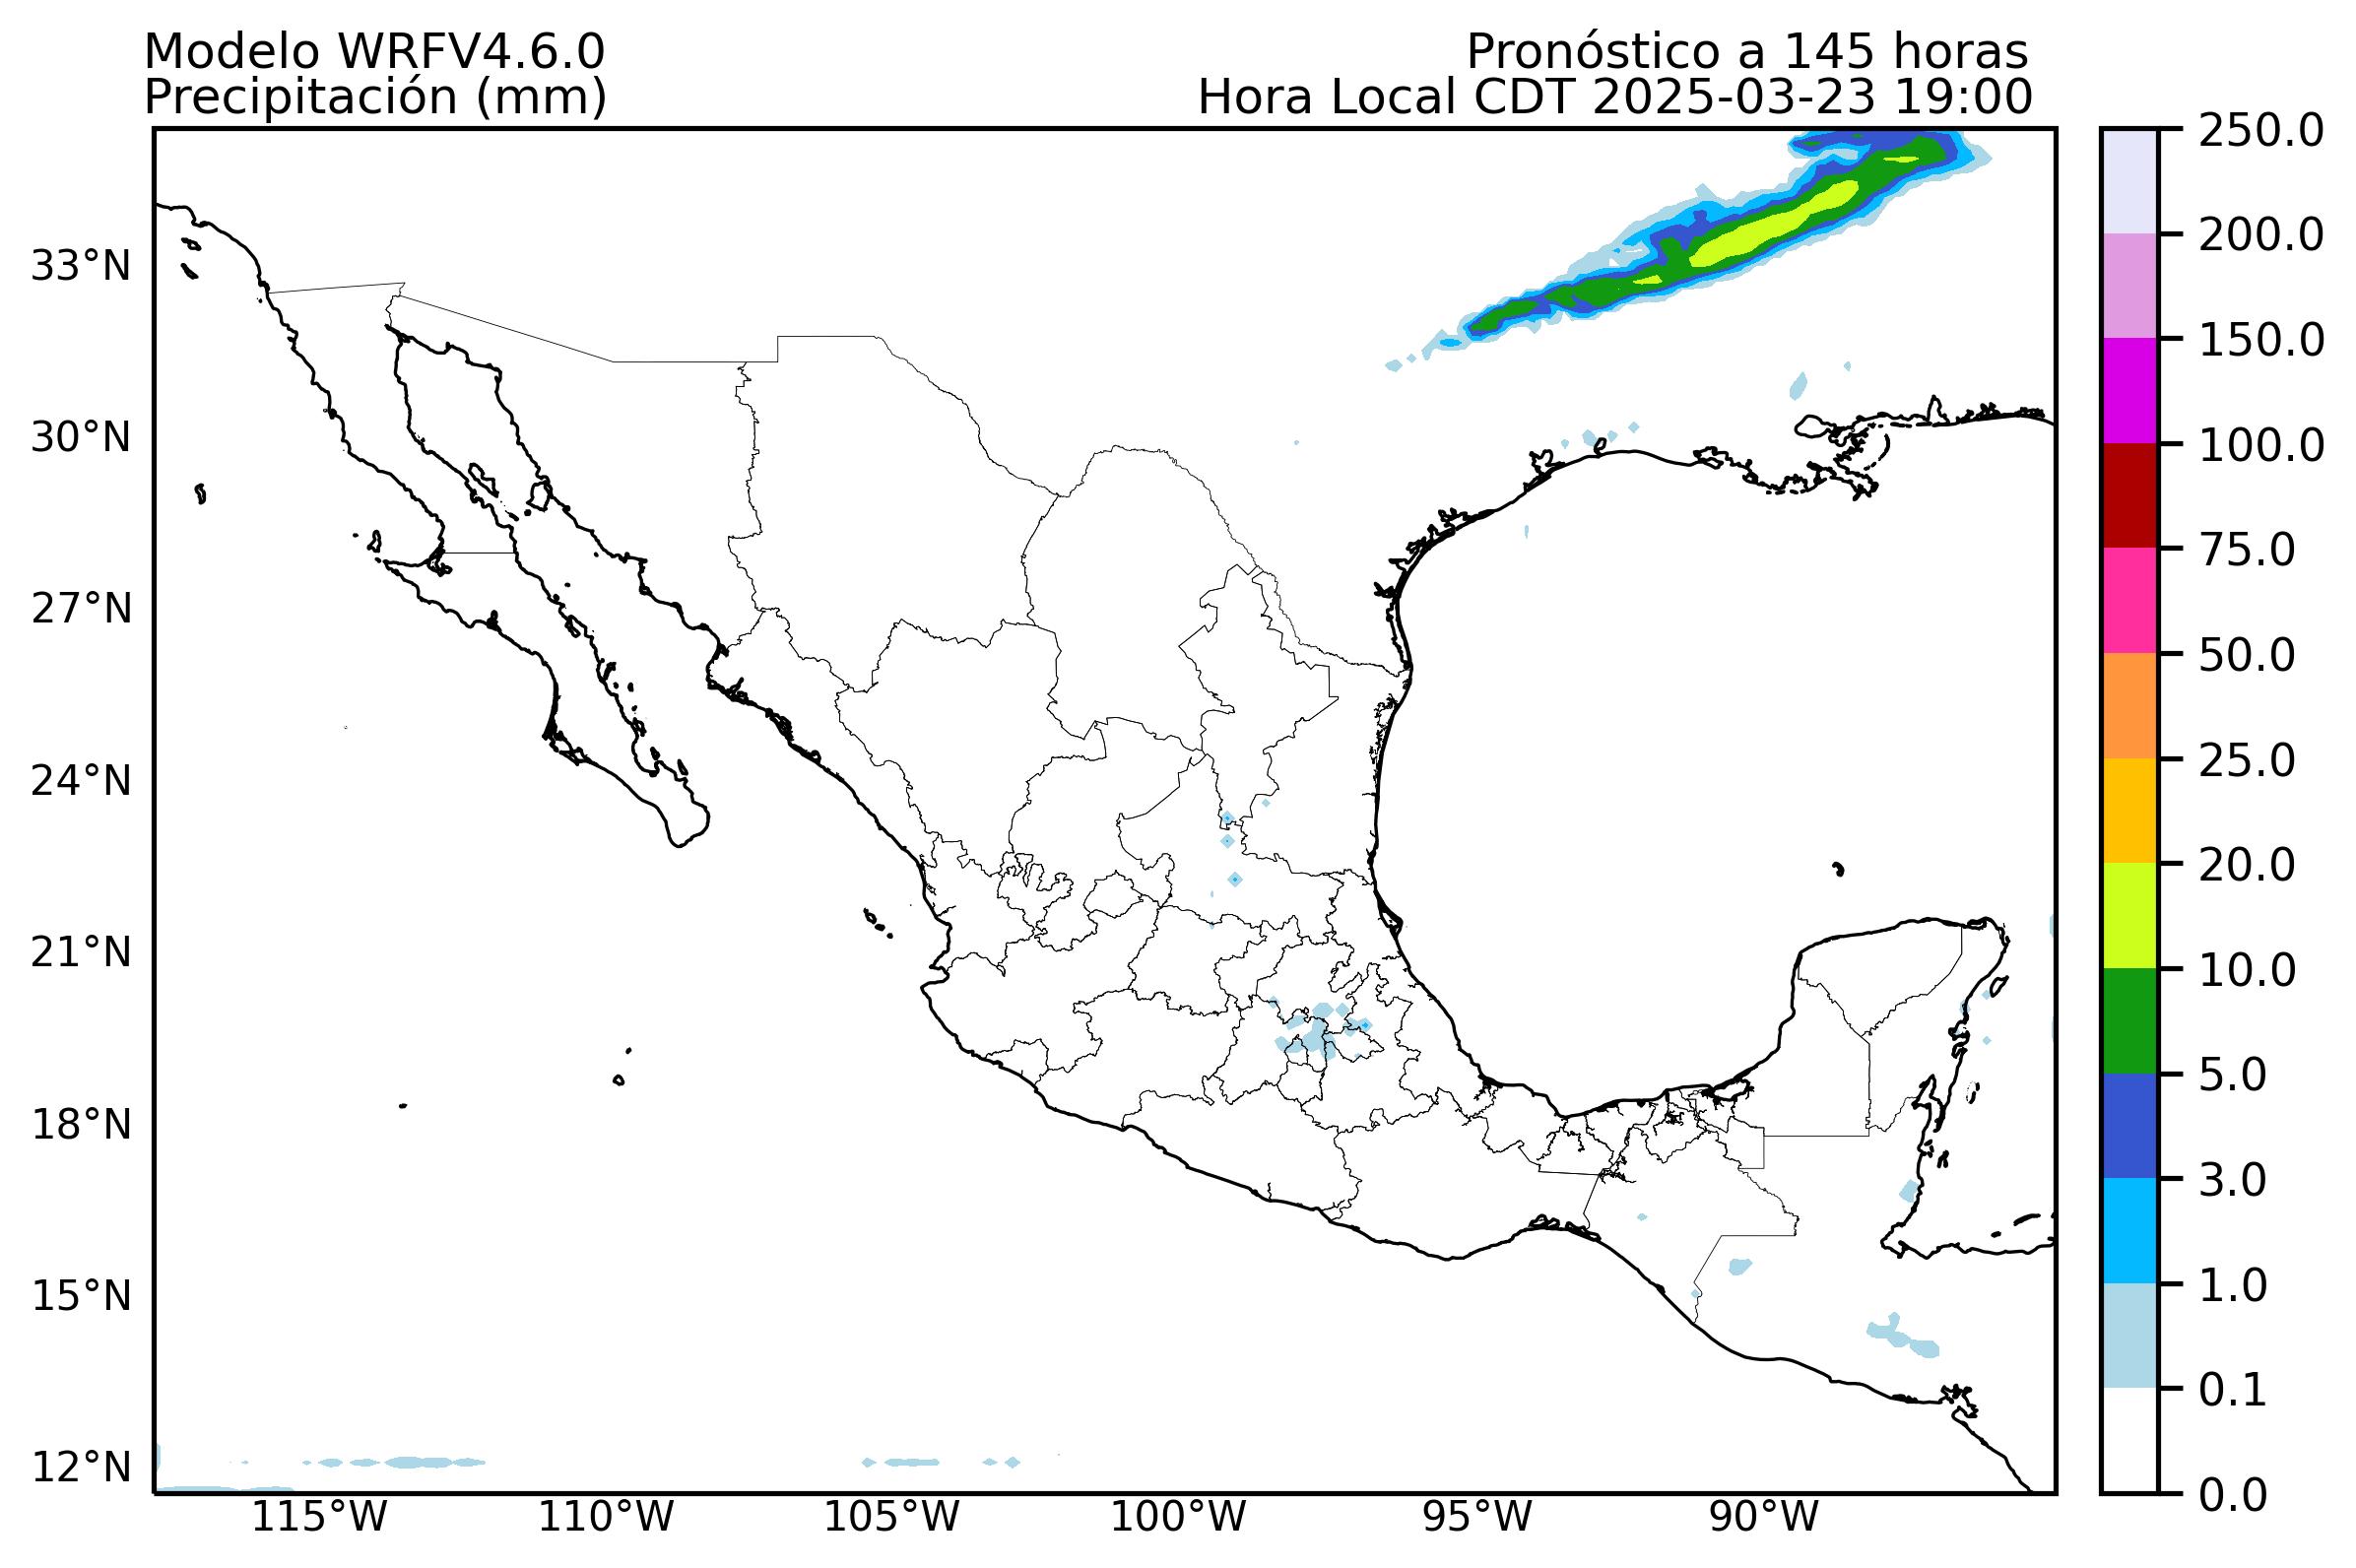 Modelo WRFV4.6.0
Pronóstico a 145 horas
Precipitación (mm)
Hora Local CDT 2025-03-23 19:00
33°N
30°N
27°N
24°N
21°N
18°N
15°N
12°N
115°W
110°W
105°W
100°W
95°W
90°W
250.0
200.0
150.0
100.0
75.0
50.0
25.0
20.0
10.0
5.0
3.0
1.0
0.1
0.0